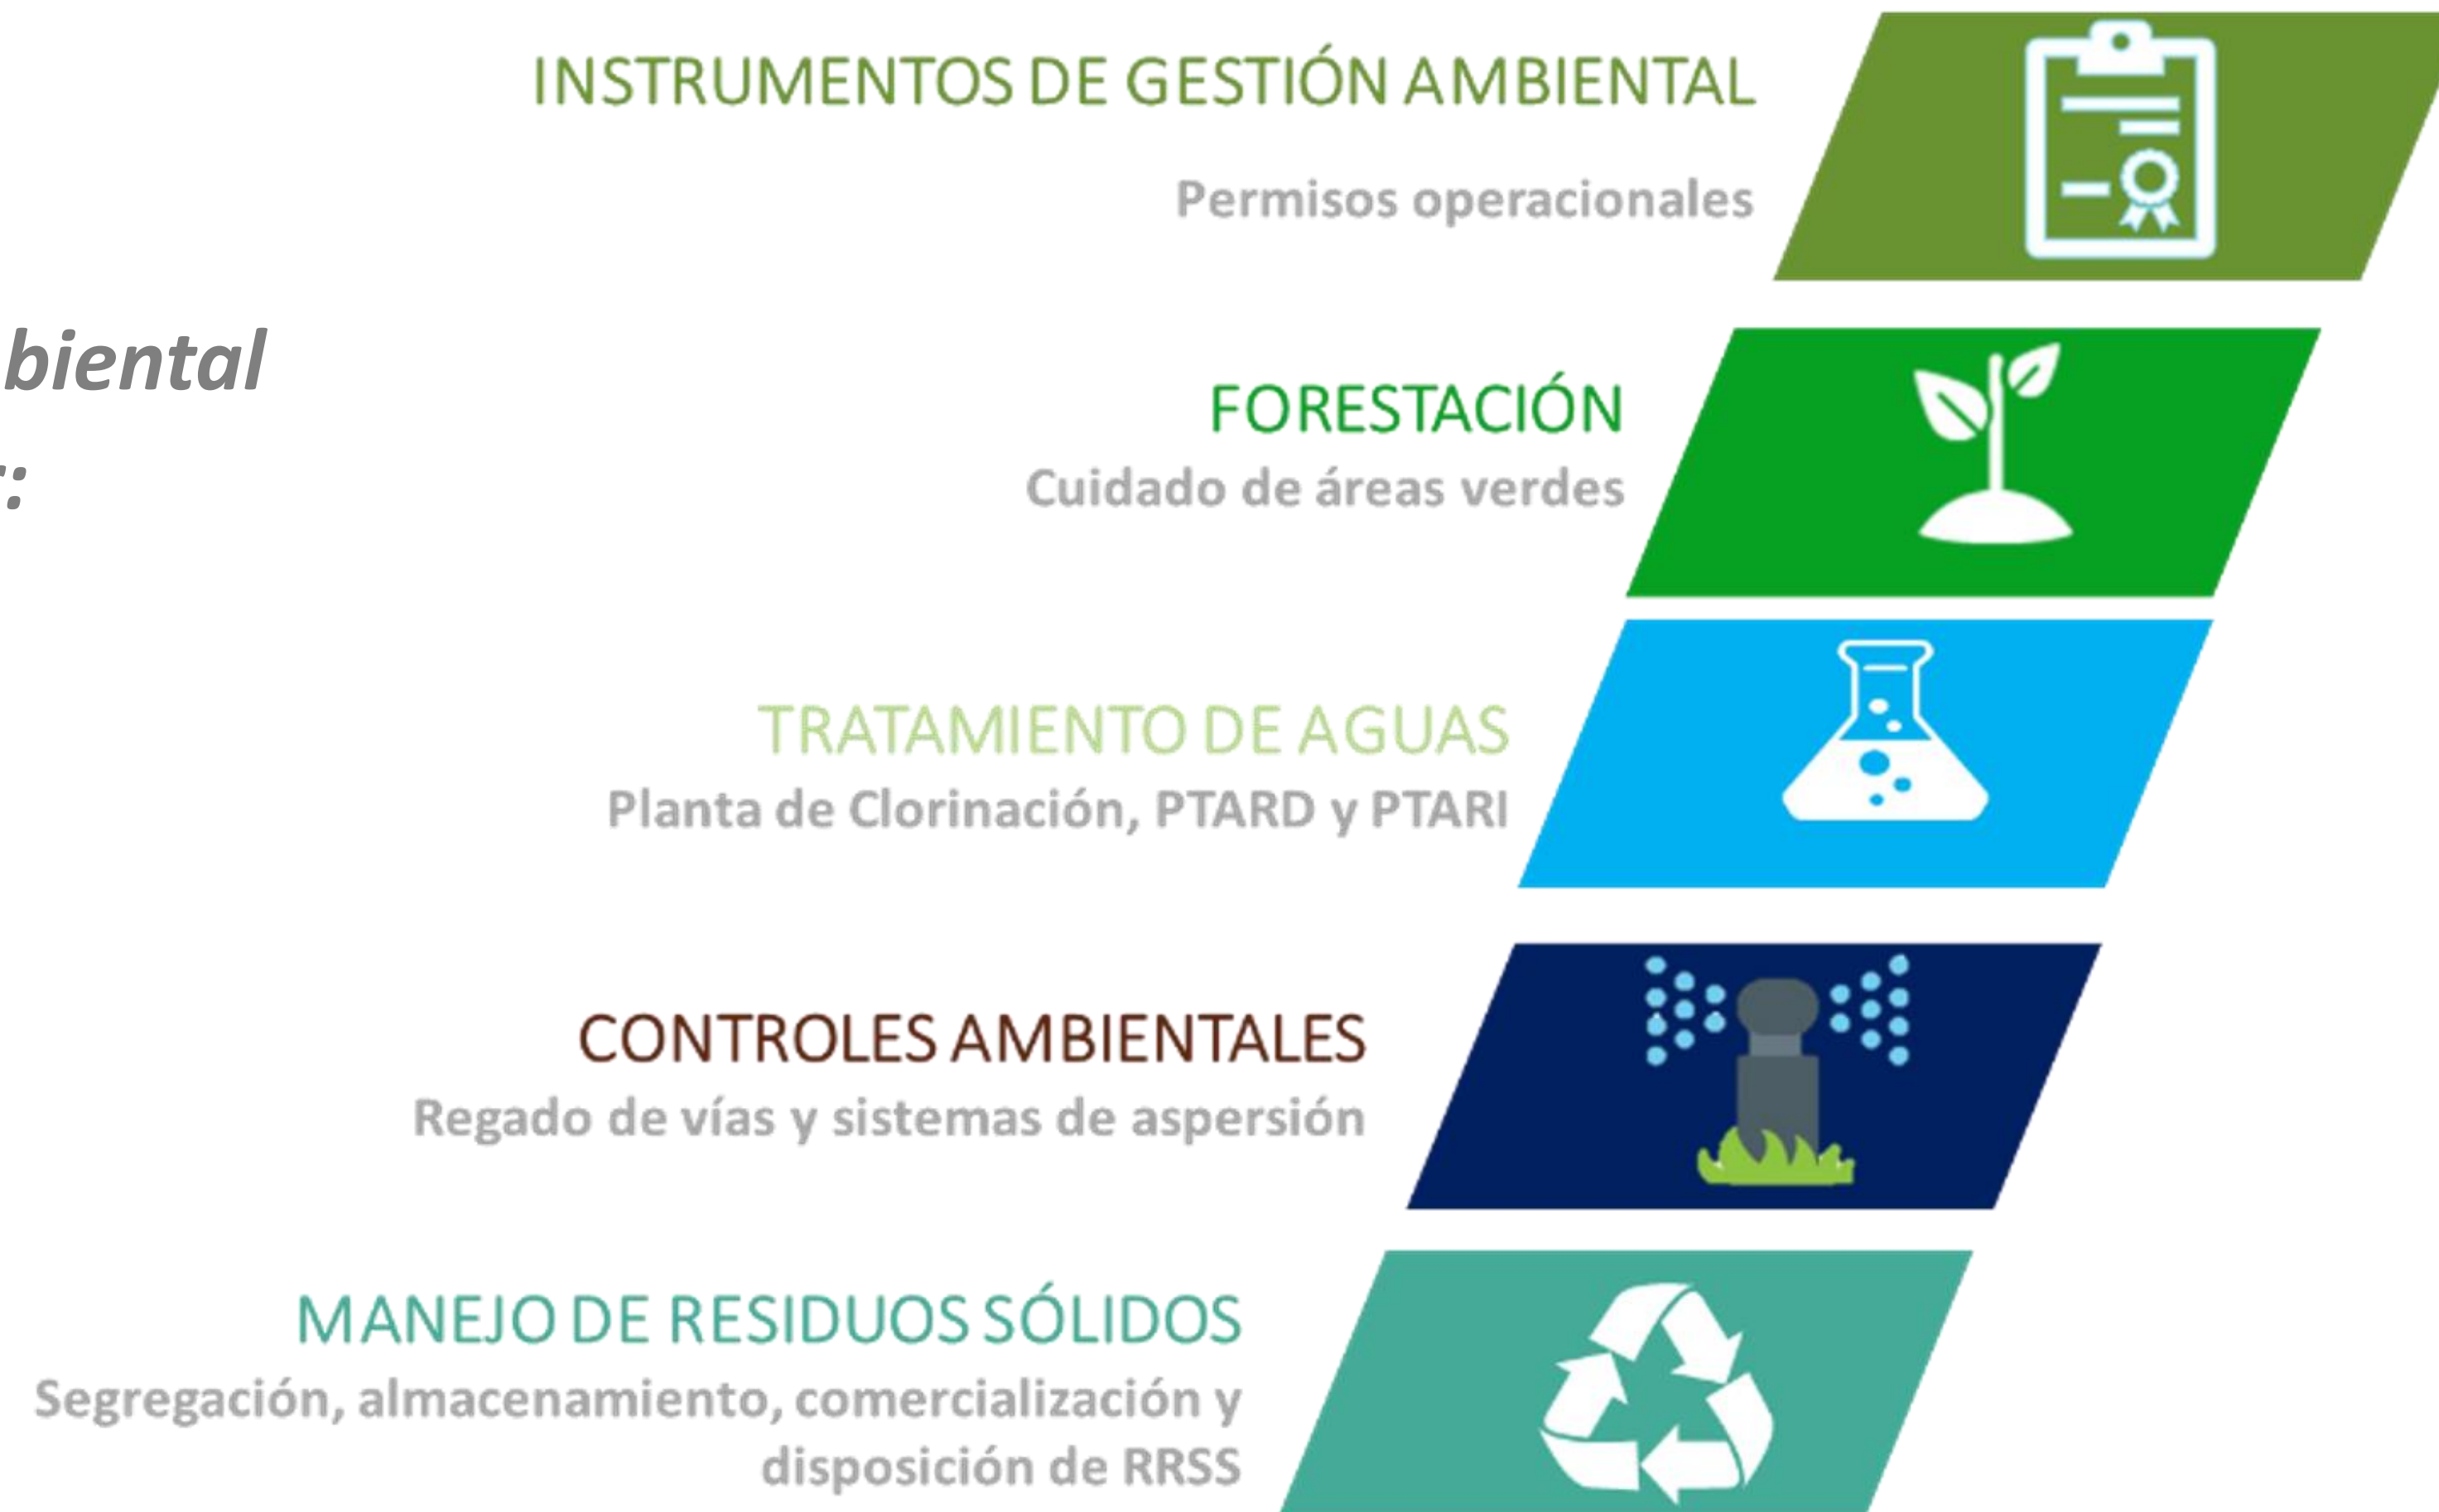 INSTRUMENTOS DE GESTIÓN AMBIENTAL
Permisos operacionales
biental
FORESTACIÓN
Cuidado de áreas verdes
TRATAMIENTO DE AGUAS
Planta de Clorinación, PTARD y PTARI
CONTROLES AMBIENTALES
Regado de vías y sistemas de aspersión
MANEJO DE RESIDUOS SÓLIDOS
Segregación, almacenamiento, comercialización y
disposición de RRSS